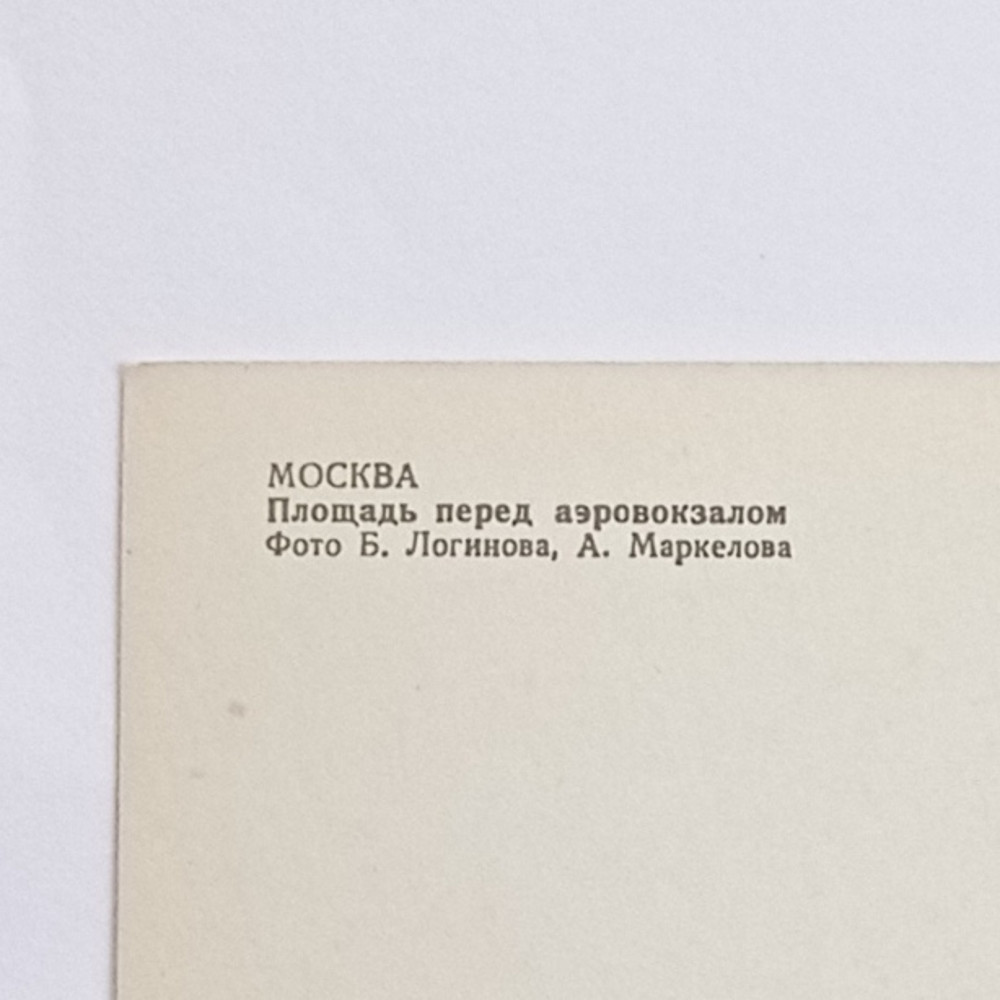 МОСКВА
Площадь перед аэровокзалом
Фото Б. Логинова, А. Маркелова